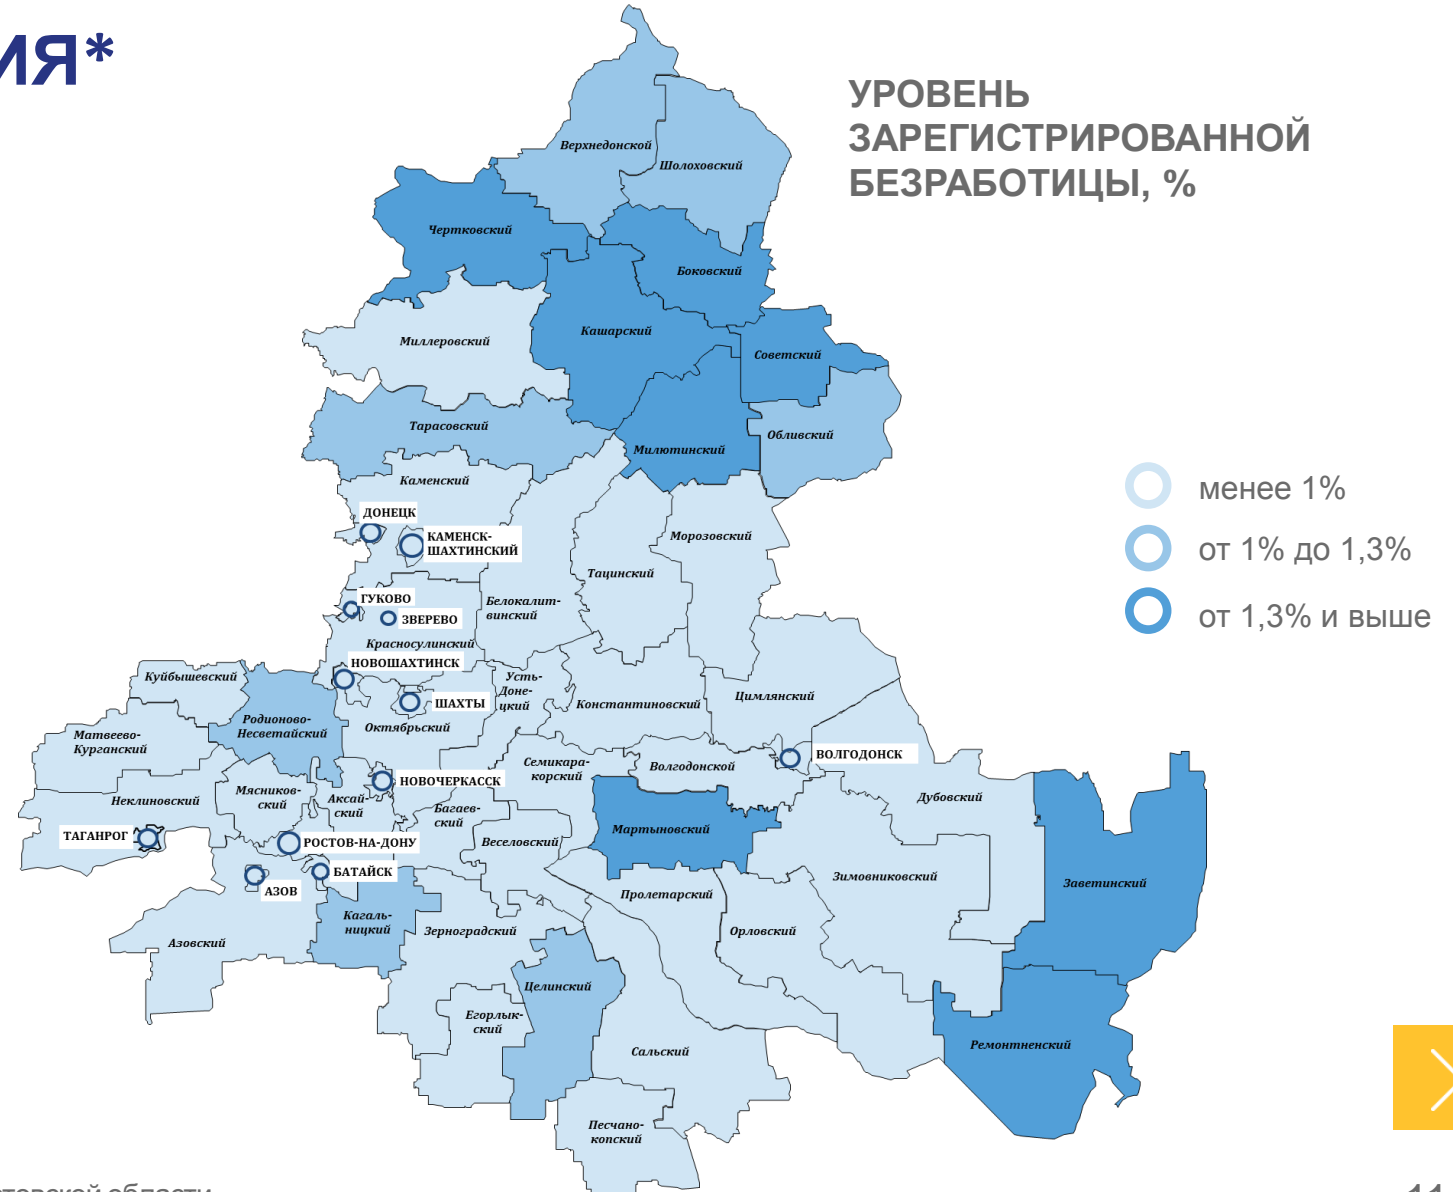 ИЯ*
УРОВЕНЬ
ЗАРЕГИСТРИРОВАННОЙ
БЕЗРАБОТИЦЫ, %
Верхнедонской
Шолоховский
Чертковский
Боковский
Кашарский
Миллеровский
Советский
Тарасовский
Обливский
Милютинский
Каменский
менее 1%
ДОНЕЦК
КАМЕНСК-
ШАХТИНСКИЙ
Морозовский
от 1% до 1,3%
Тацинский
ГУКОВО
Белокалит-
винский
ЗВЕРЕВО
от 1,3% и выше
Красносулинский
НОВОШАХТИНСК
Куйбышевский
Усть-
Доне-
цкий
Цимлянский
ШАХТЫ
Константиновский
Родионово-
Несветайский
Октябрьский
Матвеево-
Курганский
ВОЛГОДОНСК
Семикара-
корский
Волгодонской
НОВОЧЕРКАССК
Мясников-
ский
Неклиновский
Аксай-
ский
Дубовский
Багаев-
ский
ТАГАНРОГ
РОСТОВ-НА-ДОНУ
Веселовский
Мартыновский
БАТАЙСК
Зимовниковский
Заветинский
АЗОВ
Пролетарский
Кагаль-
ницкий
Азовский
Зерноградский
Орловский
Целинский
Егорлык-
ский
Сальский
Ремонтненский
Песчано-
копский
стовской области
11